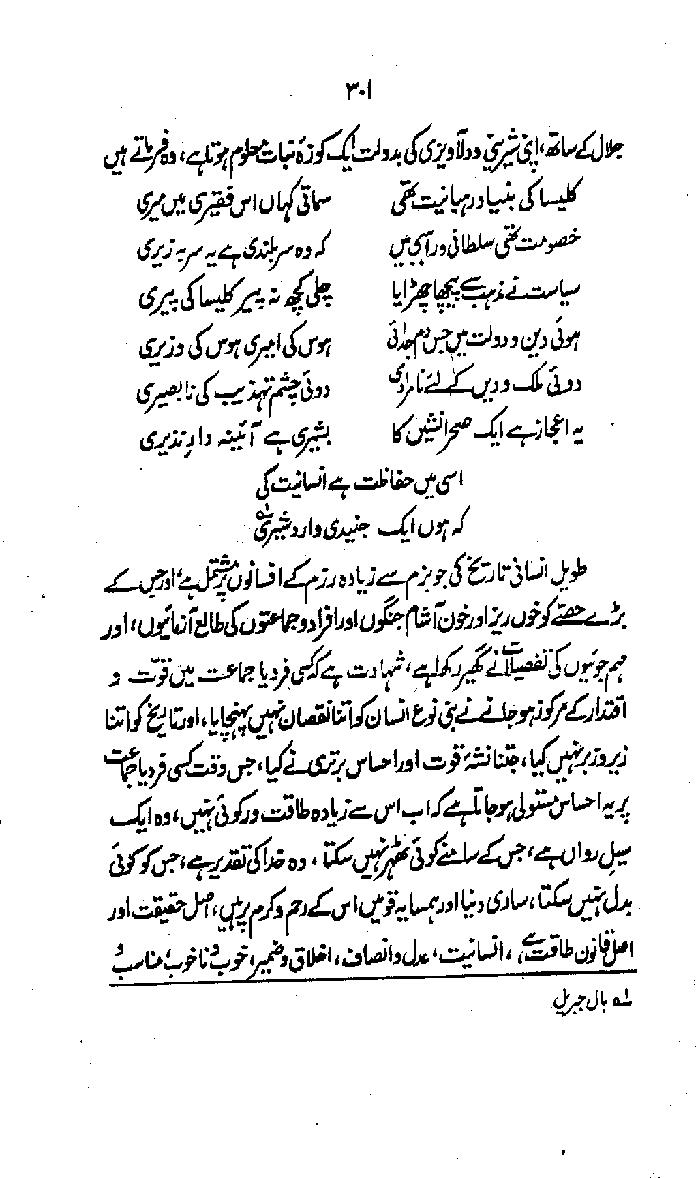 ۳۰۱
جلال کے ساتھ، اپنی شیرینی و دلآویزی کی بدولت ایک کوزۂ نبات معلوم ہوتا ہے، وہ فرماتے ہیں
کلیسا کی بنیاد رہبانیت تھی سماتی کہاں اس فقیری میں میری
خصومت تھی سلطانی و راہبی میں کہ وہ سربلندی ہے یہ سر بہ زیری
سیاست نے مذہب سے پیچھا چھڑایا چلی کچھ نہ پیر کلیسا کی پیری
ہوئی دین و دولت میں جس دم جدائی ہوس کی امیری ہوس کی وزیری
دوئی ملک و دیں کے لئے نامرادی دوئی چشم تہذیب کی نابصیری
یہ اعجاز ہے ایک صحرا نشیں کا بشیری ہے آئینہ دارِ نذیری
اسی میں حفاظت ہے انسانیت کی
کہ ہوں ایک جنیدی و اردشیری ؎۱
طویل انسانی تاریخ کی جو بزم سے زیادہ رزم کے افسانوں پر مشتمل ہے، اور جس کے
بڑے حصے کو خوں ریز اور خون آشام جنگوں اور افراد و جماعتوں کی طالع آزمائیوں، اور
مہم جوئیوں کی تفصیلات نے گھیر رکھا ہے، شہادت ہے کہ کسی فرد یا جماعت میں قوت و
اقتدار کے مرکوز ہو جانے نے بنی نوع انسان کو اتنا نقصان نہیں پہنچایا، اور تاریخ کو اتنا
زیر و زبر نہیں کیا، جتنا نشۂ قوت اور احساس برتری نے کیا، جس وقت کسی فرد یا جماعت
پر یہ احساس مستولی ہو جاتا ہے کہ اب اس سے زیادہ طاقت ور کوئی نہیں، وہ ایک
سیلِ رواں ہے، جس کے سامنے کوئی ٹھہر نہیں سکتا، وہ خدا کی تقدیر ہے، جس کو کوئی
بدل نہیں سکتا، ساری دنیا اور ہمسایہ قومیں اس کے رحم و کرم پر ہیں، اصل حقیقت اور
اصل قانون طاقت ہے، انسانیت، عدل و انصاف، اخلاق و ضمیر، خوب و ناخوب، مناسب و
؎۱ بال جبریل